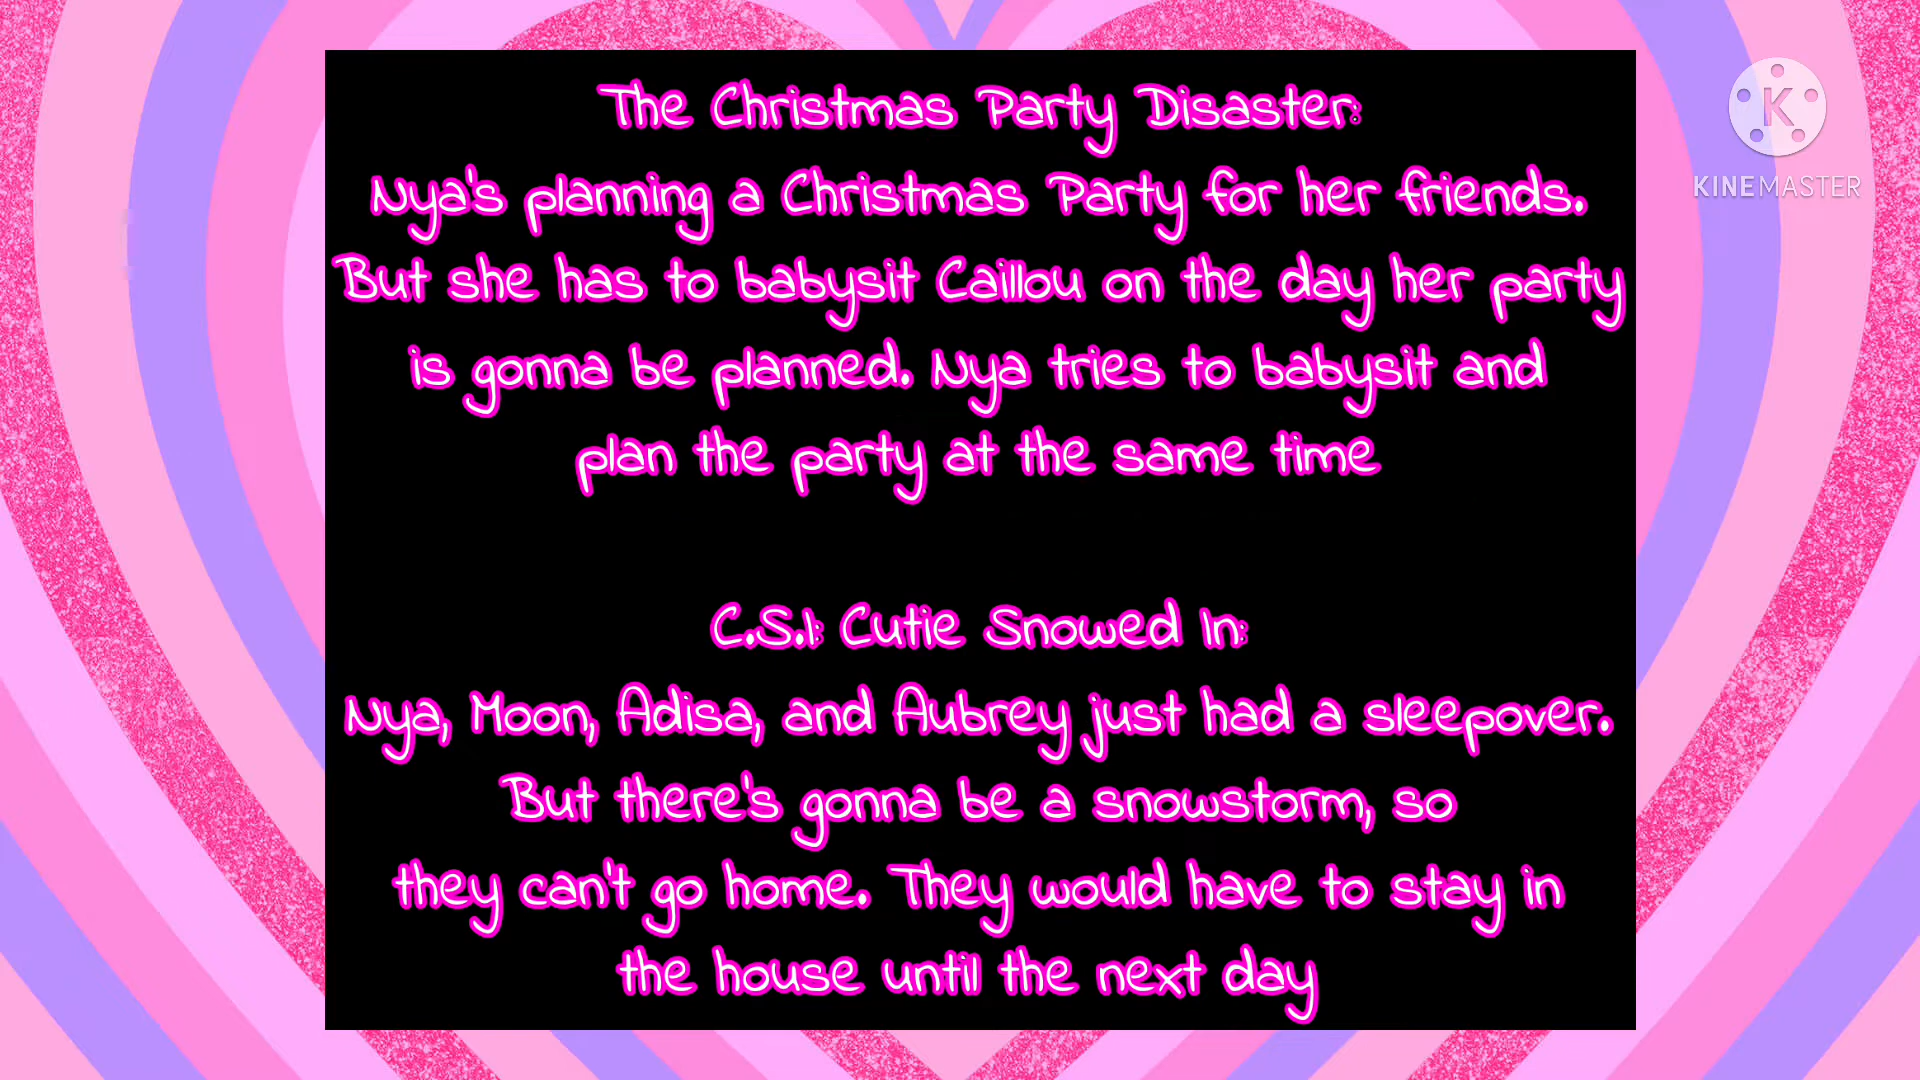 The Christmas Party Disaster:
Nya's planning a Christmas Party for her friends.
But she has to babysit Caillou on the day her party
is gonna be planned. Nya tries to babysit and
plan the party at the same time
C.S.I: Cutie Snowed In:
Nya, Moon, Adisa, and Aubrey just had a sleepover.
But there's gonna be a snowstorm, so
they can't go home. They would have to stay in
the house until the next day
K
KINEMASTER